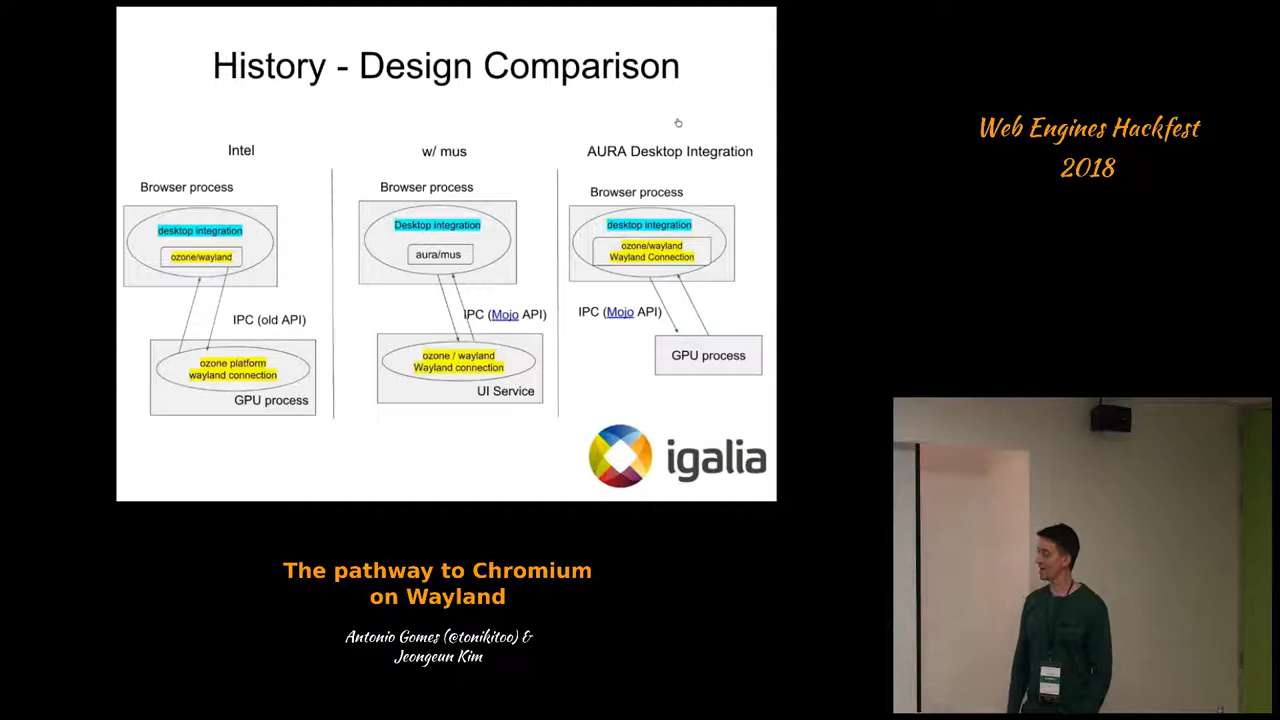 History - Design Comparison
Intel
Browser process
desktop integration
ozone/wayland
IPC (old API)
ozone platform
wayland connection
GPU process
w/ mus
Browser process
Desktop integration
aura/mus
IPC (Mojo API)
ozone / wayland
Wayland connection
UI Service
AURA Desktop Integration
Browser process
desktop integration
ozone/wayland
Wayland Connection
IPC (Mojo API)
GPU process
igalia
Web Engines Hackfest
2018
The pathway to Chromium
on Wayland
Antonio Gomes (@tonikitoo) &
Jeongeun Kim